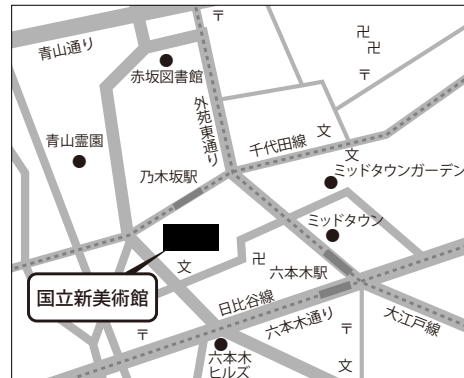 青山通り
赤坂図書館
外苑東通り
青山霊園
千代田線
文
文
乃木坂駅
ミッドタウンガーデン
ミッドタウン
文
六本木駅
国立新美術館
日比谷線
六本木通り
大江戸線
六本木
ヒルズ
文